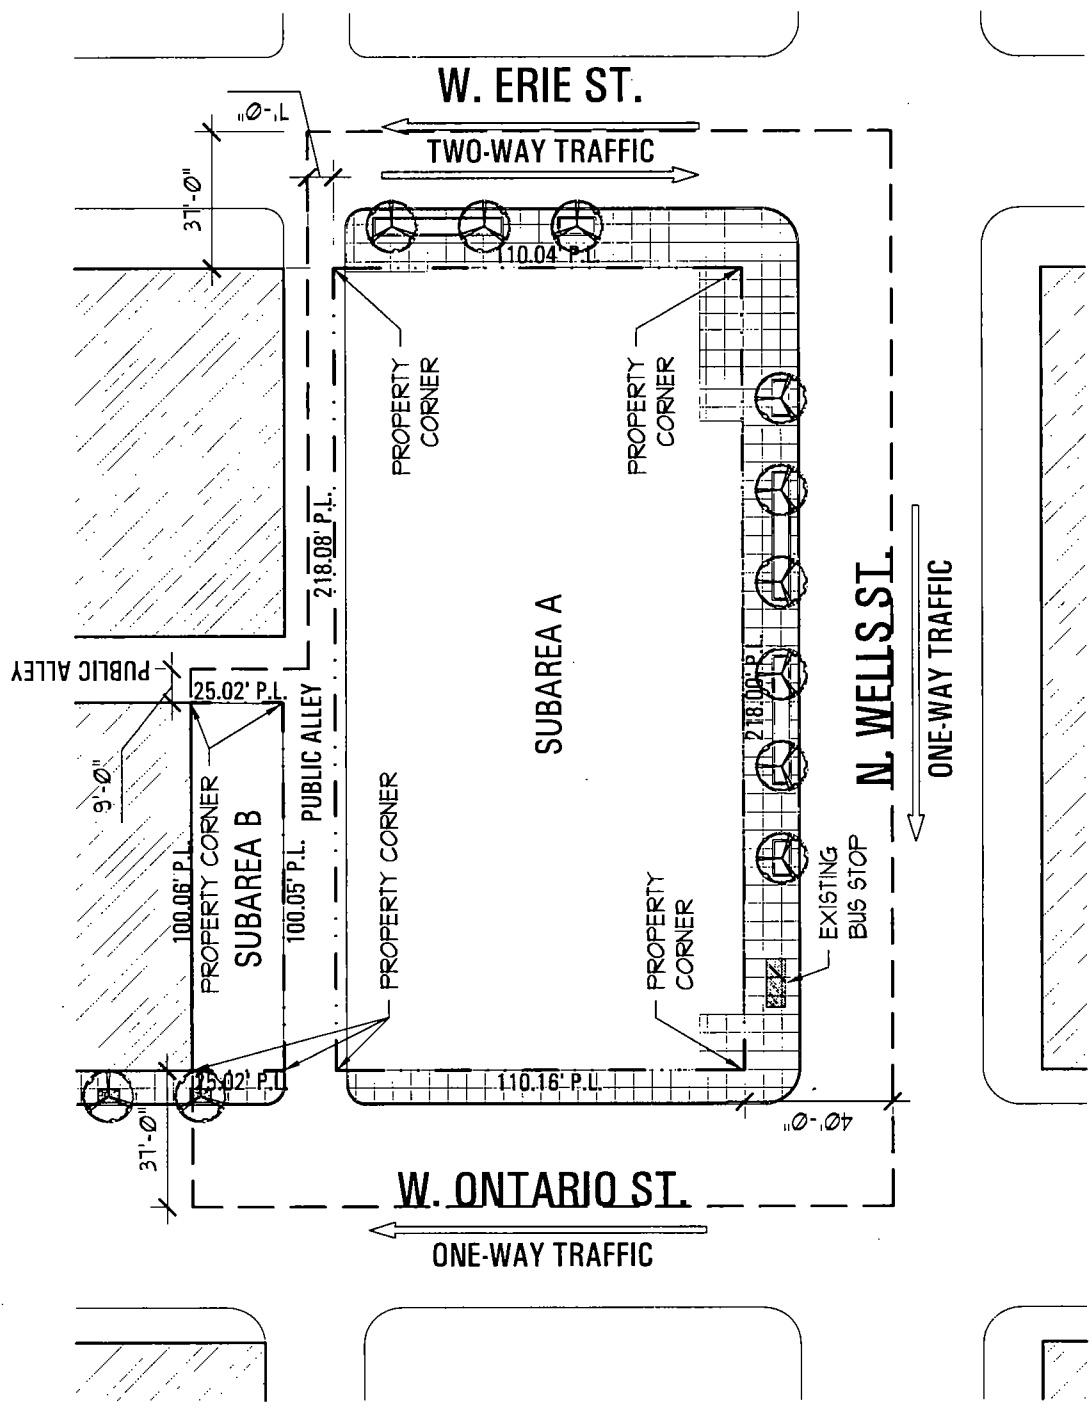 W. ERIE ST.
TWO-WAY TRAFFIC
7'-0"
37'-0"
110.04' P.L.
PROPERTY
CORNER
PROPERTY
CORNER
218.08' P.L.
PUBLIC ALLEY
25.02' P.L.
9'-0"
PUBLIC ALLEY
SUBAREA A
218.00' P.L.
N. WELLS ST.
ONE-WAY TRAFFIC
100.06' P.L.
PROPERTY CORNER
SUBAREA B
100.05' P.L.
PROPERTY CORNER
PROPERTY
CORNER
EXISTING
BUS STOP
25.02' P.L.
110.16' P.L.
37'-0"
40'-0"
W. ONTARIO ST.
ONE-WAY TRAFFIC